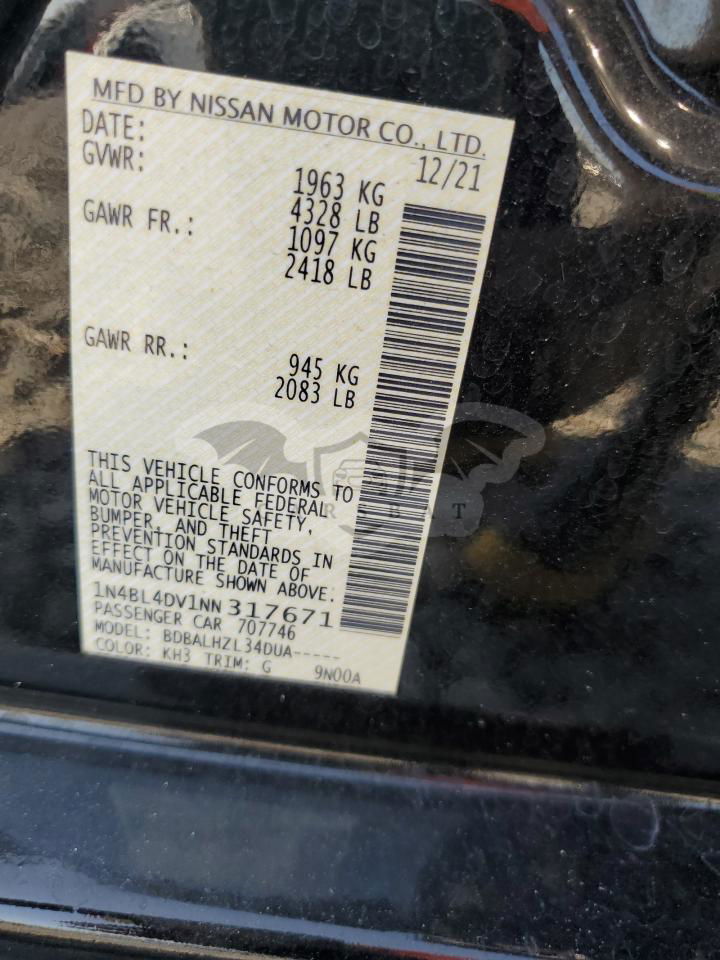 MFD BY NISSAN MOTOR CO., LTD.
DATE: 12/21
GVWR: 1963 KG
4328 LB
GAWR FR.: 1097 KG
2418 LB
GAWR RR.: 945 KG
2083 LB
THIS VEHICLE CONFORMS TO
ALL APPLICABLE FEDERAL
MOTOR VEHICLE SAFETY,
BUMPER, AND THEFT
PREVENTION STANDARDS IN
EFFECT ON THE DATE OF
MANUFACTURE SHOWN ABOVE.
1N4BL4DV1NN317671
PASSENGER CAR 707746
MODEL: BDBALHZL34DUA-----
COLOR: KH3 TRIM: G 9N00A